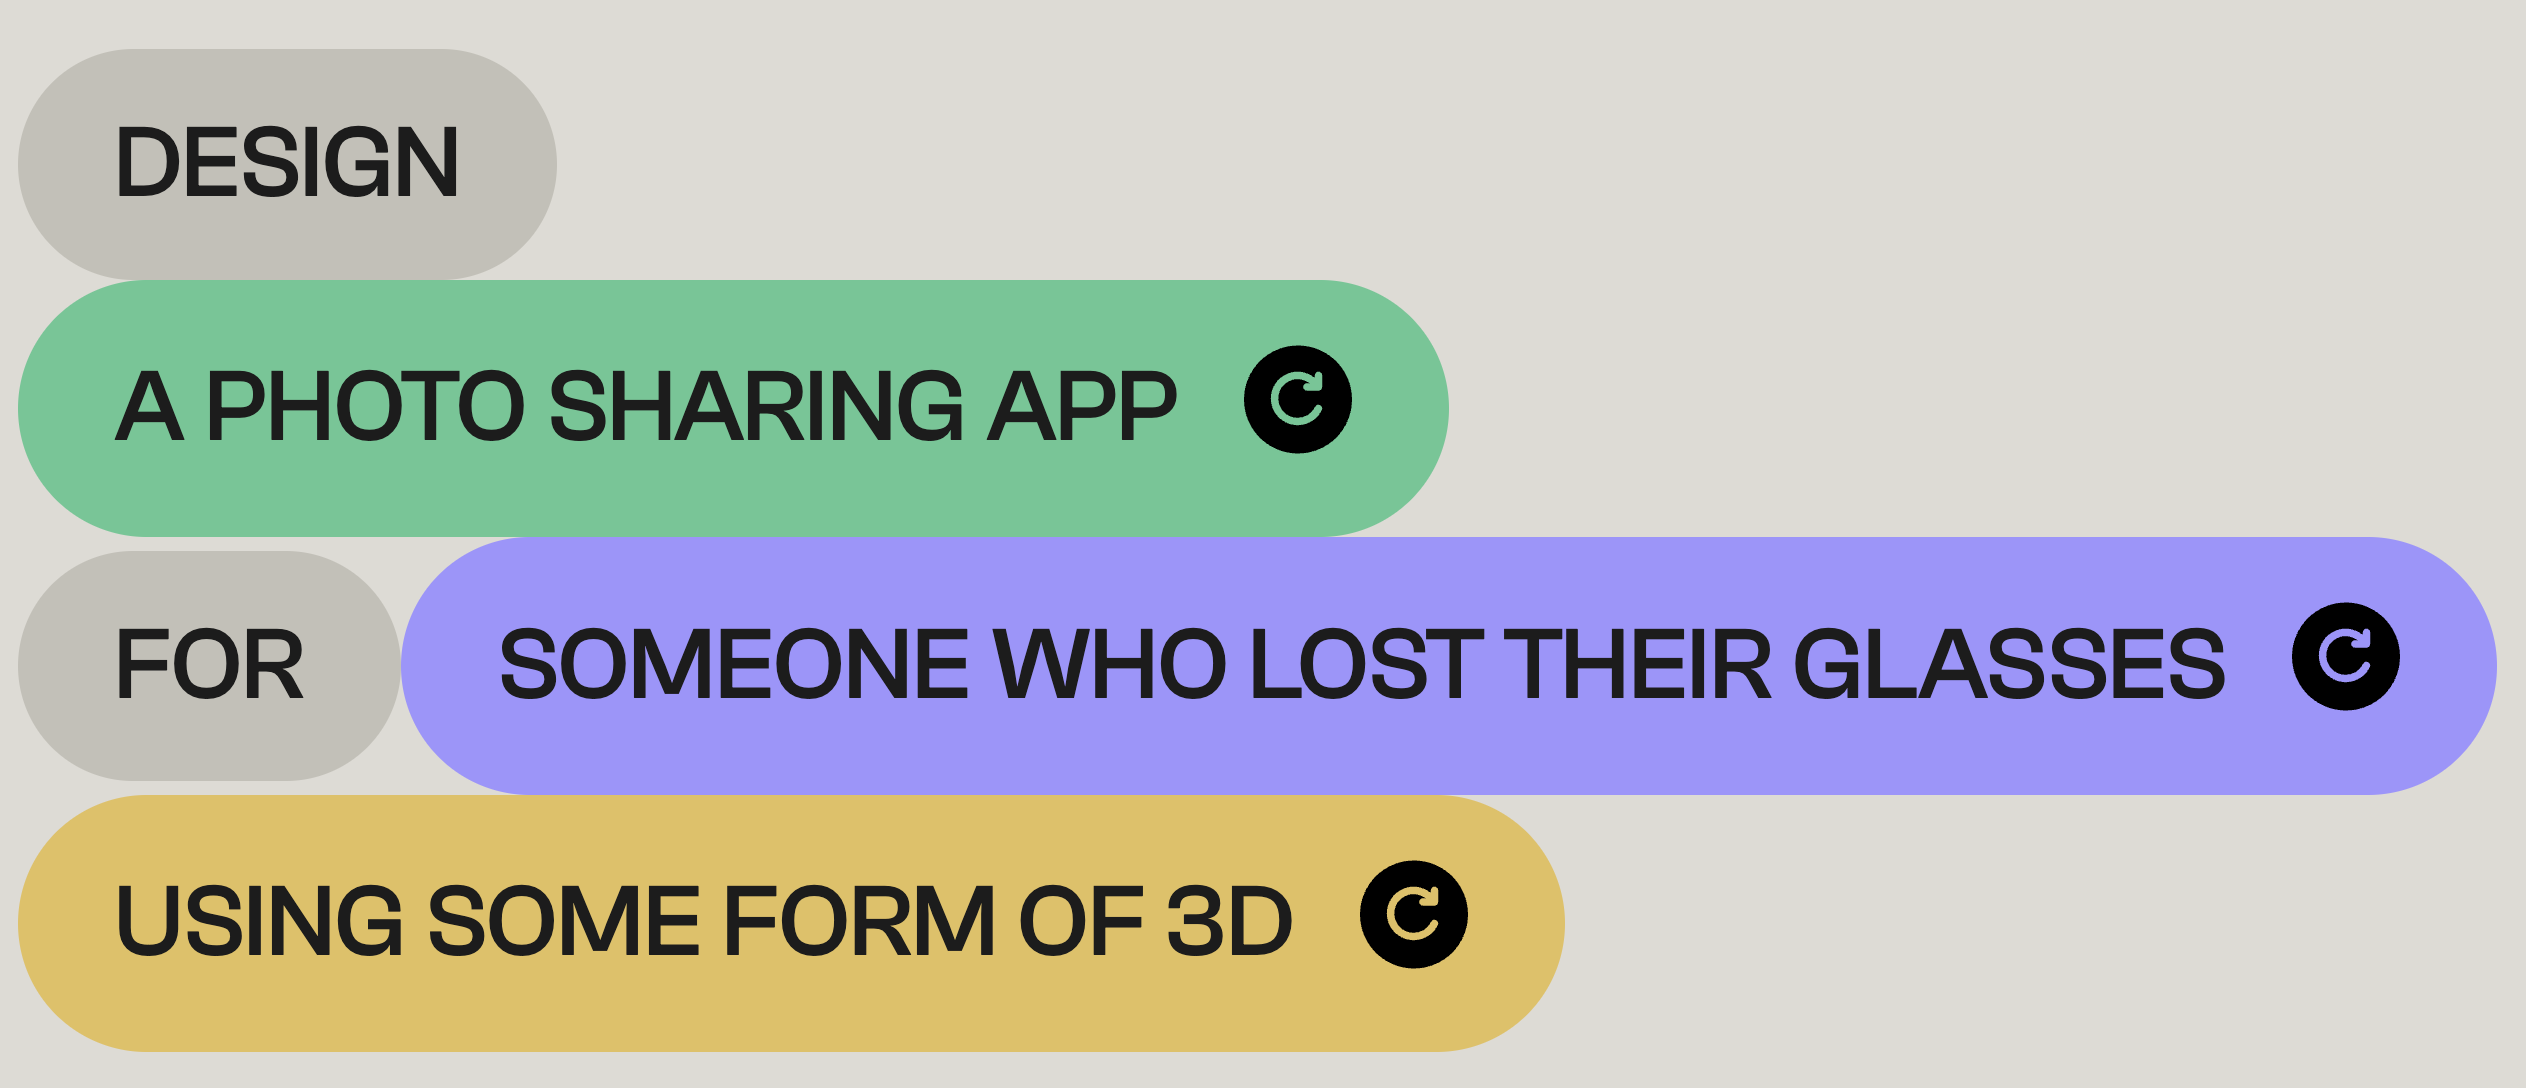 DESIGN
A PHOTO SHARING APP
FOR SOMEONE WHO LOST THEIR GLASSES
USING SOME FORM OF 3D